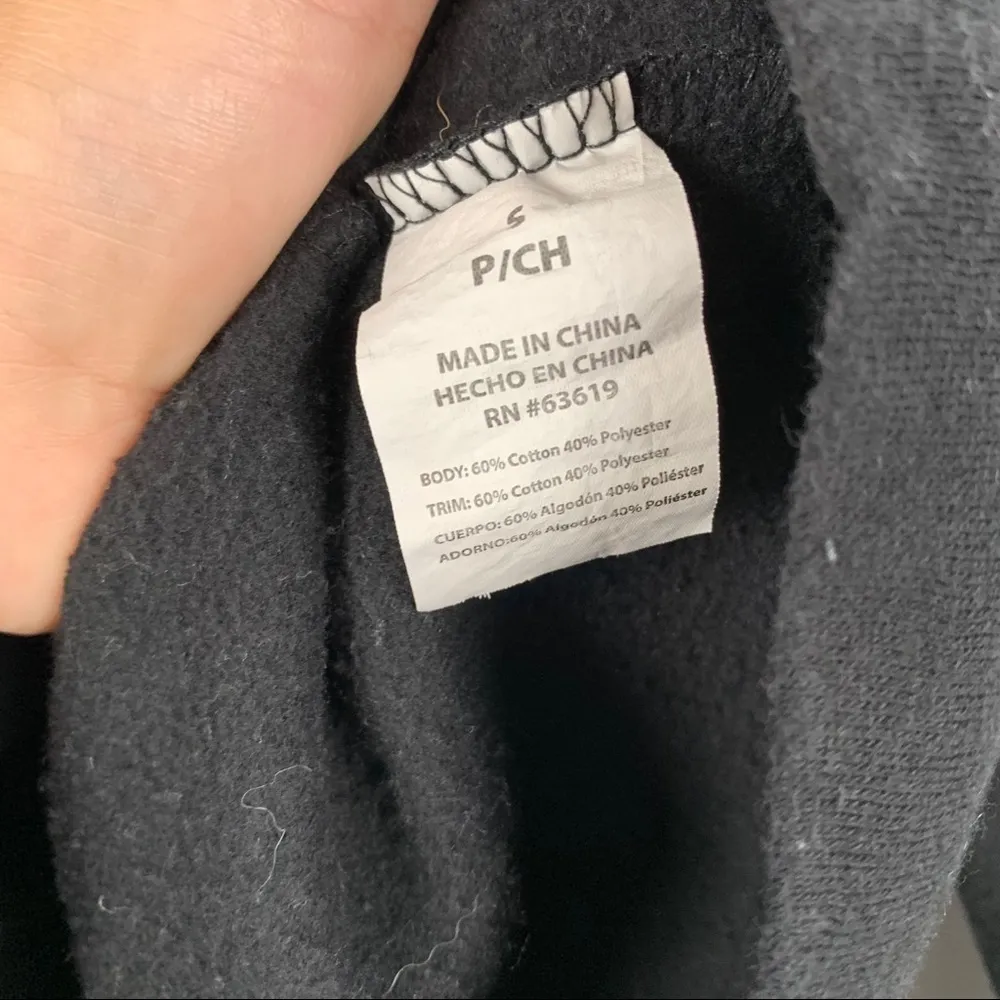 S
P/CH
MADE IN CHINA
HECHO EN CHINA
RN #63619
BODY: 60% Cotton 40% Polyester
TRIM: 60% Cotton 40% Polyester
CUERPO: 60% Algodón 40% Poliéster
ADORNO:60% Algodón 40% Poliéster